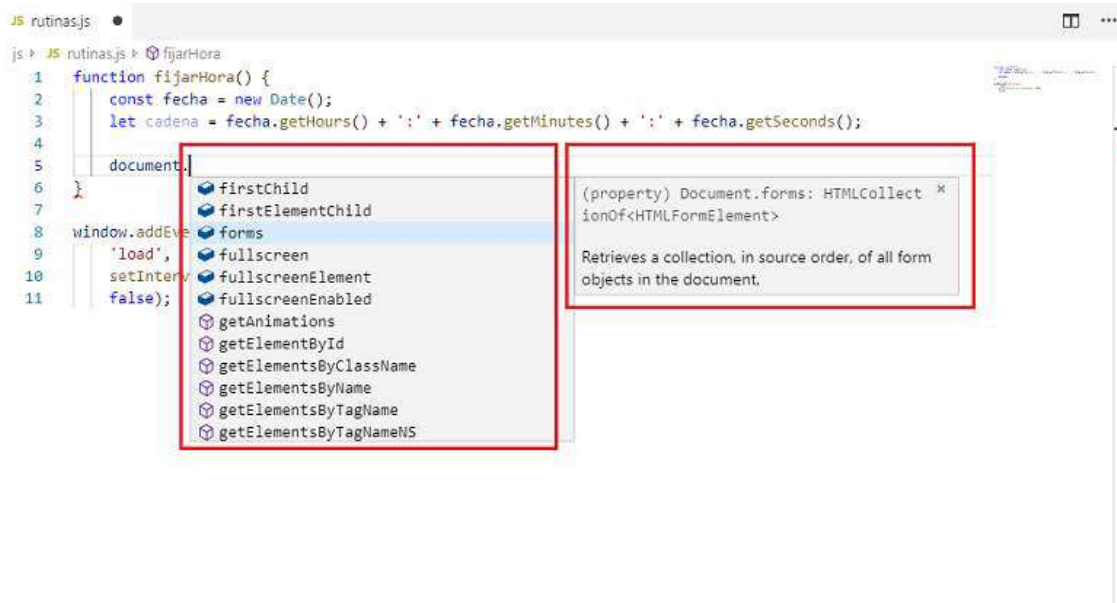 JS rutinas.js ●
js JS rutinas.js fijarHora
1 function fijarHora() {
2 const fecha = new Date();
3 let cadena = fecha.getHours() + ':' + fecha.getMinutes() + ':' + fecha.getSeconds();
4
5 document.
6 }
7
8 window.addEve
9 'load',
10 setInterv
11 false);
firstChild
firstElementChild
forms
fullscreen
fullscreenElement
fullscreenEnabled
getAnimations
getElementById
getElementsByClassName
getElementsByName
getElementsByTagName
getElementsByTagNameNS
(property) Document.forms: HTMLCollect
ionOf<HTMLFormElement>
Retrieves a collection, in source order, of all form
objects in the document.